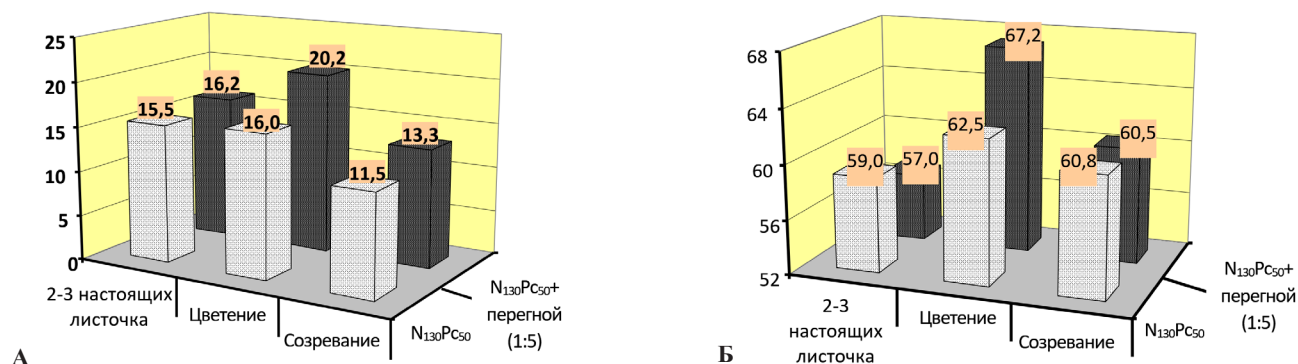 25
20
15
10
5
0
15,5
16,2
16,0
20,2
11,5
13,3
2-3 настоящих
листочка
Цветение
Созревание
N₁₃₀Pc₅₀
N₁₃₀Pc₅₀+
перегной
(1:5)
А
68
64
60
56
52
59,0
57,0
62,5
67,2
60,8
60,5
2-3
настоящих
листочка
Цветение
Созревание
N₁₃₀Pc₅₀
N₁₃₀Pc₅₀+
перегной
(1:5)
Б